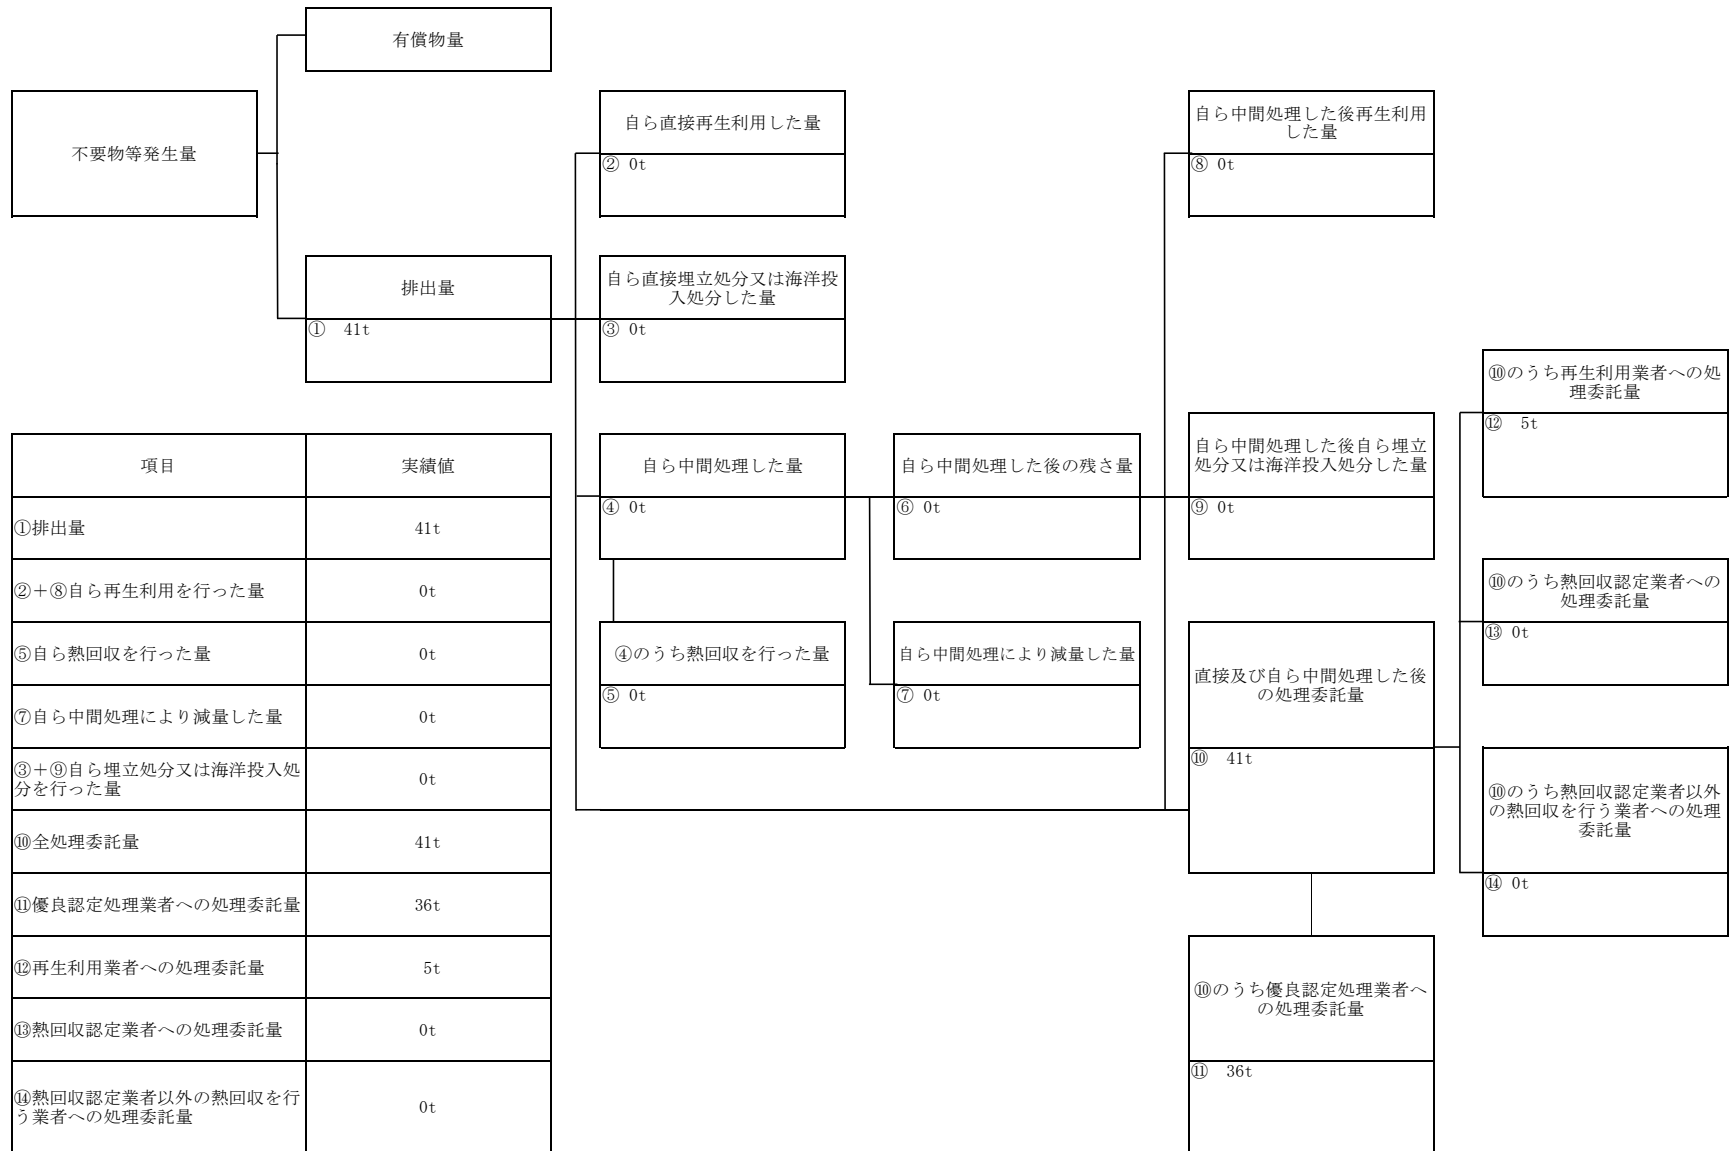 有償物量
不要物等発生量
自ら直接再生利用した量
② 0t
自ら中間処理した後再生利用
した量
⑧ 0t
排出量
① 41t
自ら直接埋立処分又は海洋投
入処分した量
③ 0t
⑩のうち再生利用業者への処
理委託量
⑫ 5t
自ら中間処理した量
④ 0t
自ら中間処理した後の残さ量
⑥ 0t
自ら中間処理した後自ら埋立
処分又は海洋投入処分した量
⑨ 0t
⑩のうち熱回収認定業者への
処理委託量
⑬ 0t
④のうち熱回収を行った量
⑤ 0t
自ら中間処理により減量した量
⑦ 0t
直接及び自ら中間処理した後
の処理委託量
⑩ 41t
⑩のうち熱回収認定業者以外
の熱回収を行う業者への処理
委託量
⑭ 0t
⑩のうち優良認定処理業者へ
の処理委託量
⑪ 36t
項目 実績値
①排出量 41t
②+⑧自ら再生利用を行った量 0t
⑤自ら熱回収を行った量 0t
⑦自ら中間処理により減量した量 0t
③+⑨自ら埋立処分又は海洋投入処
分を行った量 0t
⑩全処理委託量 41t
⑪優良認定処理業者への処理委託量 36t
⑫再生利用業者への処理委託量 5t
⑬熱回収認定業者への処理委託量 0t
⑭熱回収認定業者以外の熱回収を行
う業者への処理委託量 0t